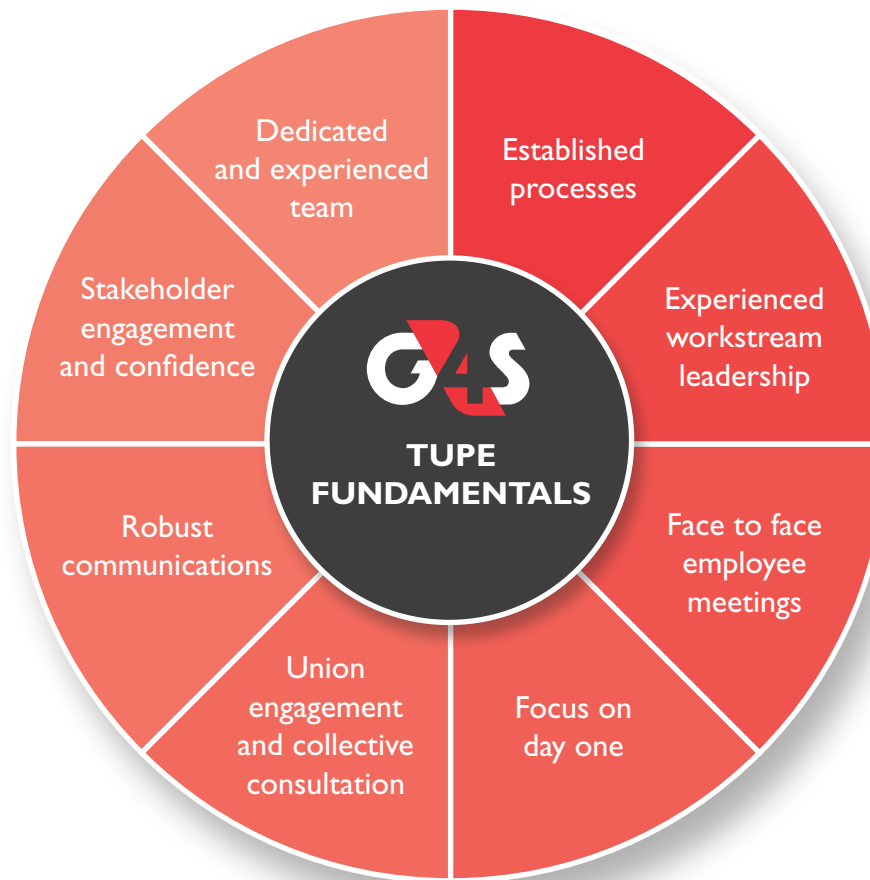 G4S
TUPE
FUNDAMENTALS
Established
processes
Experienced
workstream
leadership
Face to face
employee
meetings
Focus on
day one
Union
engagement
and collective
consultation
Robust
communications
Stakeholder
engagement
and confidence
Dedicated
and experienced
team